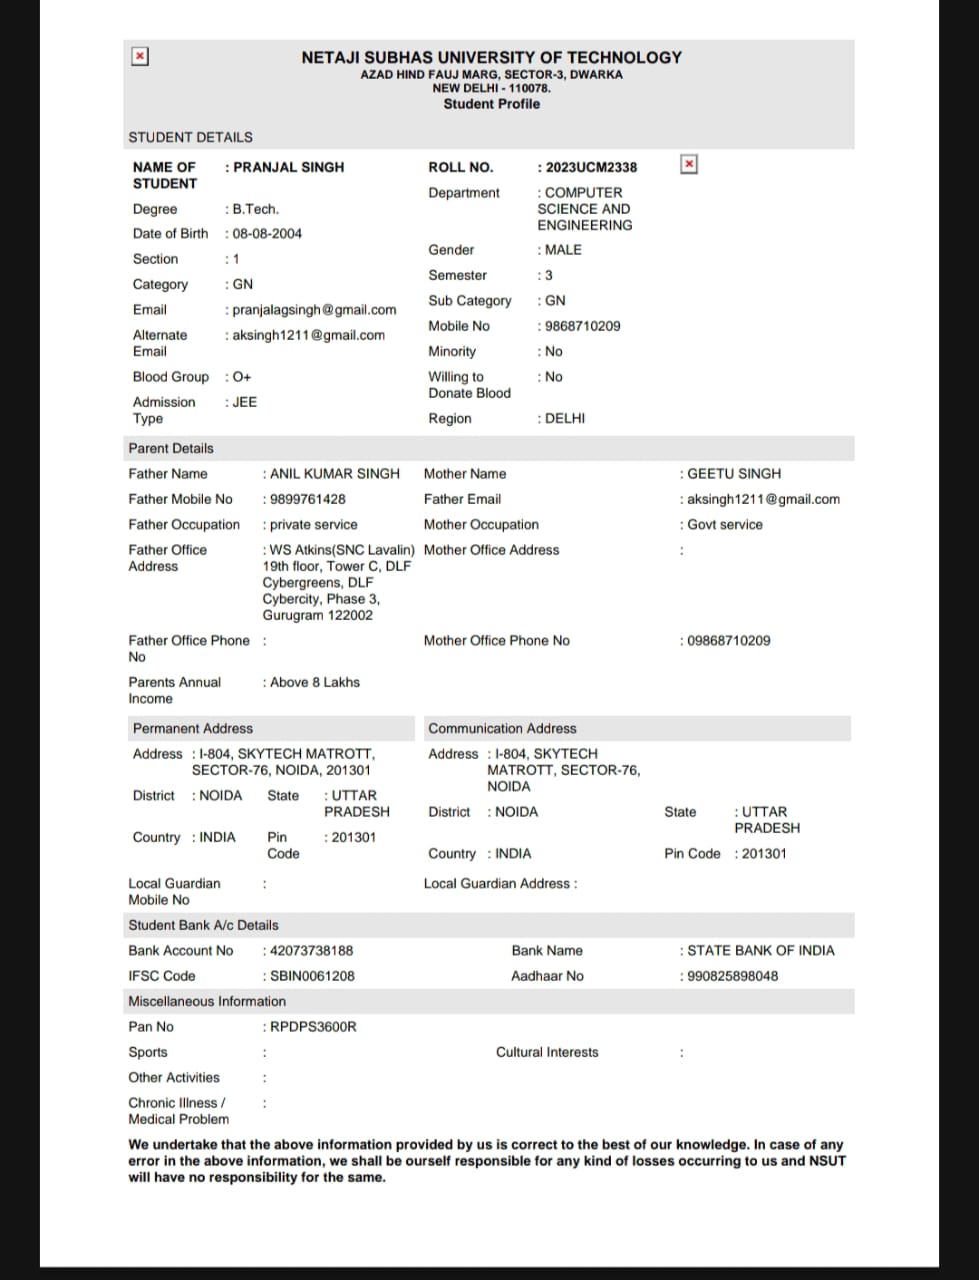 NETAJI SUBHAS UNIVERSITY OF TECHNOLOGY
AZAD HIND FAUJ MARG, SECTOR-3, DWARKA
NEW DELHI - 110078.
Student Profile
STUDENT DETAILS
NAME OF STUDENT : PRANJAL SINGH
ROLL NO. : 2023UCM2338
Department : COMPUTER
SCIENCE AND
ENGINEERING
Degree : B.Tech.
Date of Birth : 08-08-2004
Gender : MALE
Section : 1
Semester : 3
Category : GN
Sub Category : GN
Email : pranjalagsingh@gmail.com
Mobile No : 9868710209
Alternate Email : aksingh1211@gmail.com
Minority : No
Blood Group : O+
Willing to Donate Blood : No
Admission Type : JEE
Region : DELHI
Parent Details
Father Name : ANIL KUMAR SINGH Mother Name : GEETU SINGH
Father Mobile No : 9899761428 Father Email : aksingh1211@gmail.com
Father Occupation : private service Mother Occupation : Govt service
Father Office Address : WS Atkins(SNC Lavalin)
19th floor, Tower C, DLF
Cybergreens, DLF
Cybercity, Phase 3,
Gurugram 122002
Mother Office Address :
Father Office Phone No : Mother Office Phone No : 09868710209
Parents Annual Income : Above 8 Lakhs
Permanent Address
Address : I-804, SKYTECH MATROTT,
SECTOR-76, NOIDA, 201301
District : NOIDA State : UTTAR PRADESH
Country : INDIA Pin Code : 201301
Communication Address
Address : I-804, SKYTECH
MATROTT, SECTOR-76,
NOIDA
District : NOIDA State : UTTAR PRADESH
Country : INDIA Pin Code : 201301
Local Guardian Mobile No : Local Guardian Address :
Student Bank A/c Details
Bank Account No : 42073738188 Bank Name : STATE BANK OF INDIA
IFSC Code : SBIN0061208 Aadhaar No : 990825898048
Miscellaneous Information
Pan No : RPDPS3600R
Sports : Cultural Interests :
Other Activities :
Chronic Illness / Medical Problem :
We undertake that the above information provided by us is correct to the best of our knowledge. In case of any
error in the above information, we shall be ourself responsible for any kind of losses occurring to us and NSUT
will have no responsibility for the same.